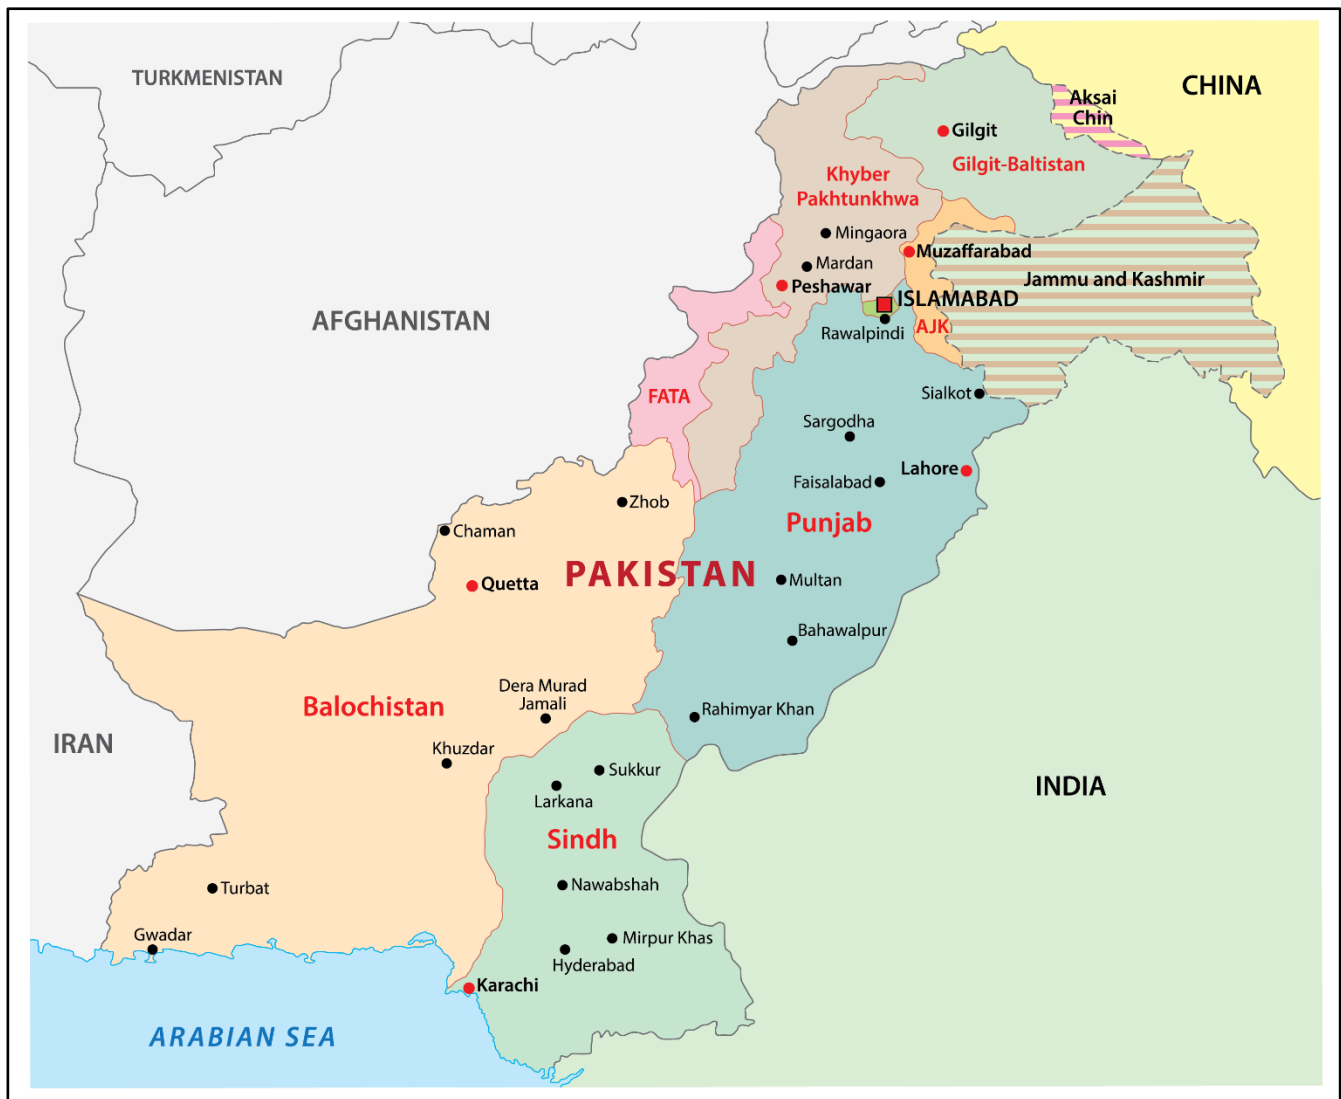 TURKMENISTAN
CHINA
Aksai
Chin
Gilgit
Gilgit-Baltistan
Khyber
Pakhtunkhwa
Mingaora
Muzaffarabad
Mardan
Jammu and Kashmir
Peshawar
ISLAMABAD
AFGHANISTAN
Rawalpindi
AJK
FATA
Sialkot
Sargodha
Lahore
Faisalabad
Zhob
Punjab
Chaman
PAKISTAN
Quetta
Multan
Bahawalpur
Dera Murad
Jamali
Balochistan
Rahimyar Khan
IRAN
Khuzdar
Sukkur
INDIA
Larkana
Sindh
Turbat
Nawabshah
Gwadar
Mirpur Khas
Hyderabad
Karachi
ARABIAN SEA